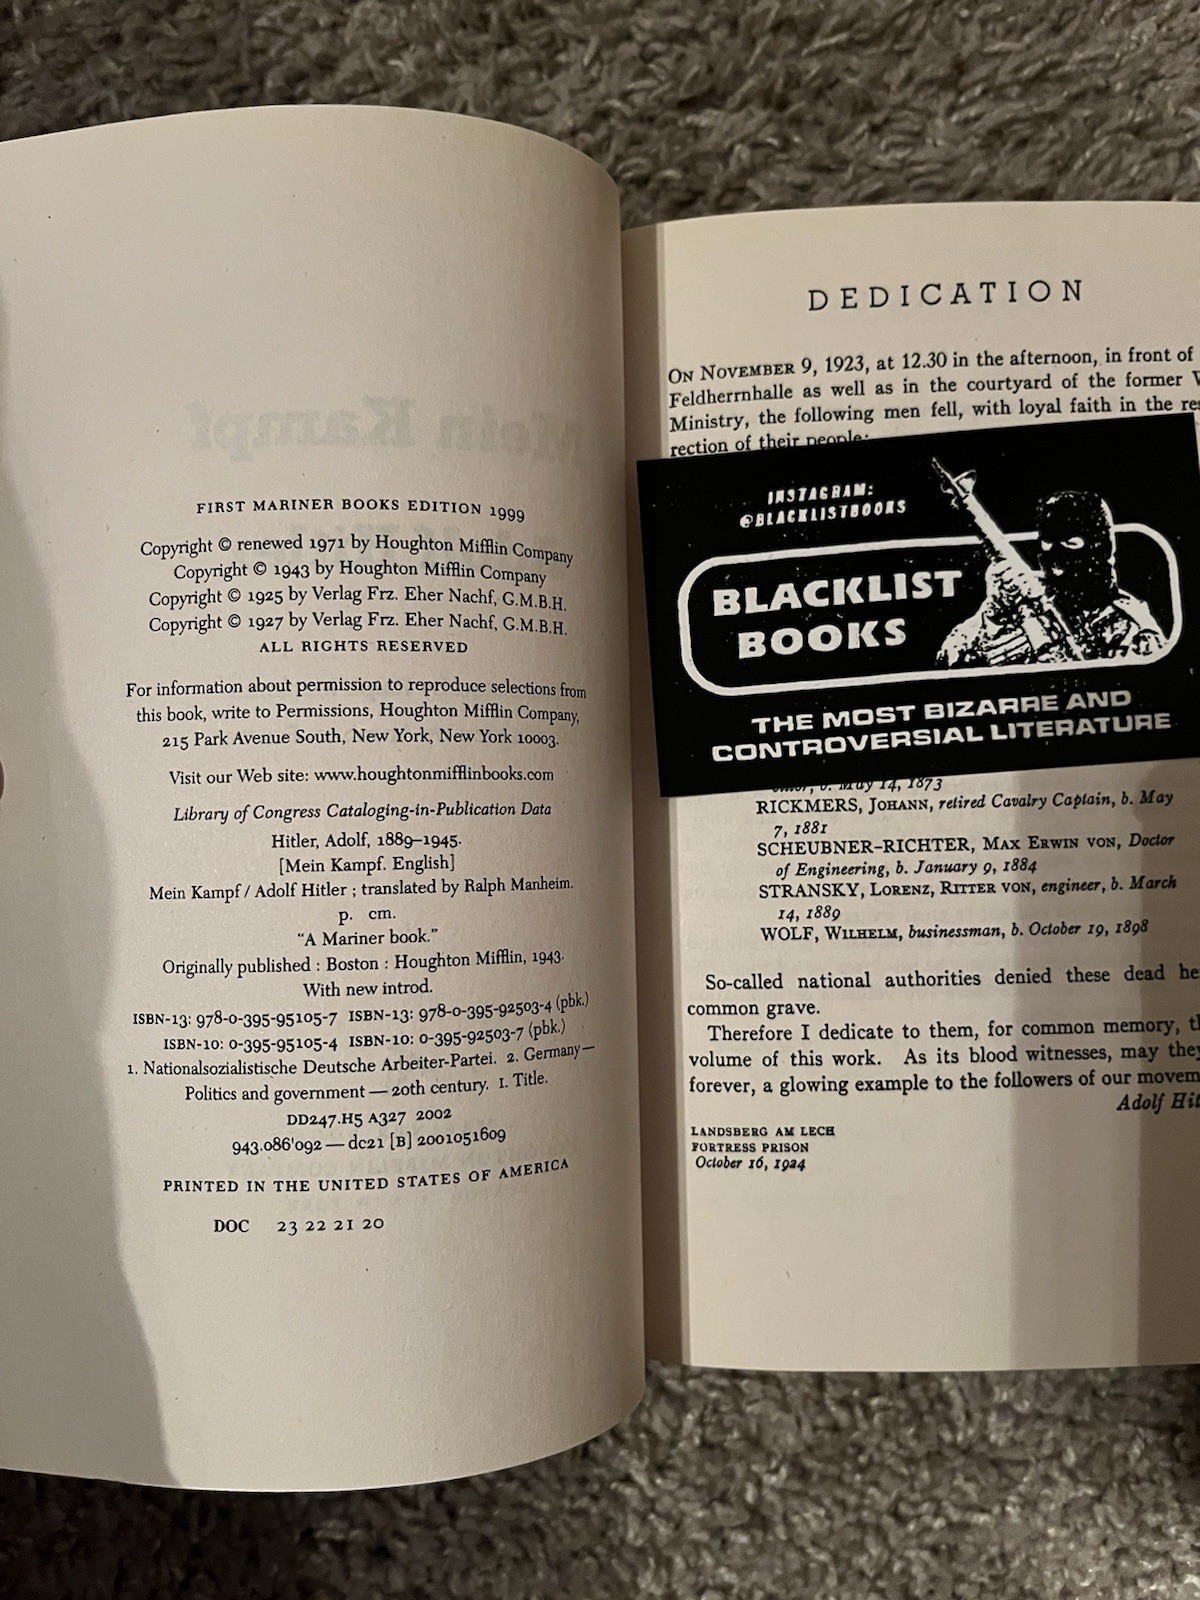 FIRST MARINER BOOKS EDITION 1999
Copyright © renewed 1971 by Houghton Mifflin Company
Copyright © 1943 by Houghton Mifflin Company
Copyright © 1925 by Verlag Frz. Eher Nachf, G.M.B.H.
Copyright © 1927 by Verlag Frz. Eher Nachf, G.M.B.H.
ALL RIGHTS RESERVED
For information about permission to reproduce selections from
this book, write to Permissions, Houghton Mifflin Company,
215 Park Avenue South, New York, New York 10003.
Visit our Web site: www.houghtonmifflinbooks.com
Library of Congress Cataloging-in-Publication Data
Hitler, Adolf, 1889–1945.
[Mein Kampf. English]
Mein Kampf / Adolf Hitler ; translated by Ralph Manheim.
p. cm.
"A Mariner book."
Originally published : Boston : Houghton Mifflin, 1943.
With new introd.
ISBN-13: 978-0-395-95105-7 ISBN-13: 978-0-395-92503-4 (pbk.)
ISBN-10: 0-395-95105-4 ISBN-10: 0-395-92503-7 (pbk.)
1. Nationalsozialistische Deutsche Arbeiter-Partei. 2. Germany—
Politics and government — 20th century. I. Title.
DD247.H5 A327 2002
943.086'092 — dc21 [B] 2001051609
PRINTED IN THE UNITED STATES OF AMERICA
DOC 23 22 21 20
DEDICATION
ON NOVEMBER 9, 1923, at 12.30 in the afternoon, in front of
Feldherrnhalle as well as in the courtyard of the former
Ministry, the following men fell, with loyal faith in the
rection of their people:
INSTAGRAM:
@BLACKLISTBOOKS
BLACKLIST
BOOKS
THE MOST BIZARRE AND
CONTROVERSIAL LITERATURE
b. May 14, 1873
RICKMERS, JOHANN, retired Cavalry Captain, b. May
7, 1881
SCHEUBNER-RICHTER, MAX ERWIN VON, Doctor
of Engineering, b. January 9, 1884
STRANSKY, LORENZ, RITTER VON, engineer, b. March
14, 1889
WOLF, WILHELM, businessman, b. October 19, 1898
So-called national authorities denied these dead
common grave.
Therefore I dedicate to them, for common memory,
volume of this work. As its blood witnesses, may
forever, a glowing example to the followers of our
Adolf
LANDSBERG AM LECH
FORTRESS PRISON
October 16, 1924